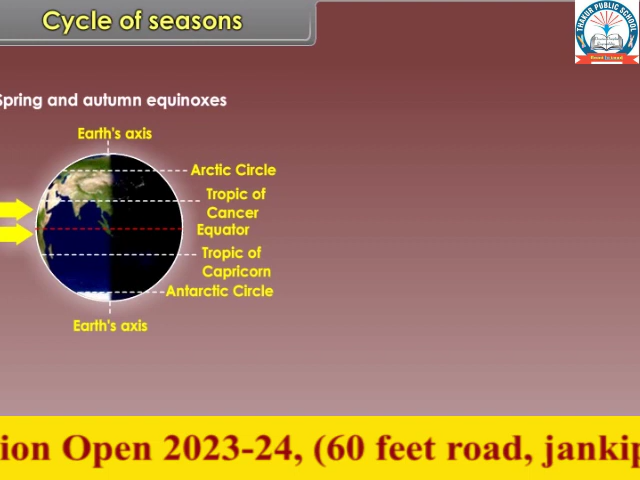 Cycle of seasons
THAKUR PUBLIC SCHOOL
Spring and autumn equinoxes
Earth's axis
Arctic Circle
Tropic of
Cancer
Equator
Tropic of
Capricorn
Antarctic Circle
Earth's axis
ion Open 2023-24, (60 feet road, jankip